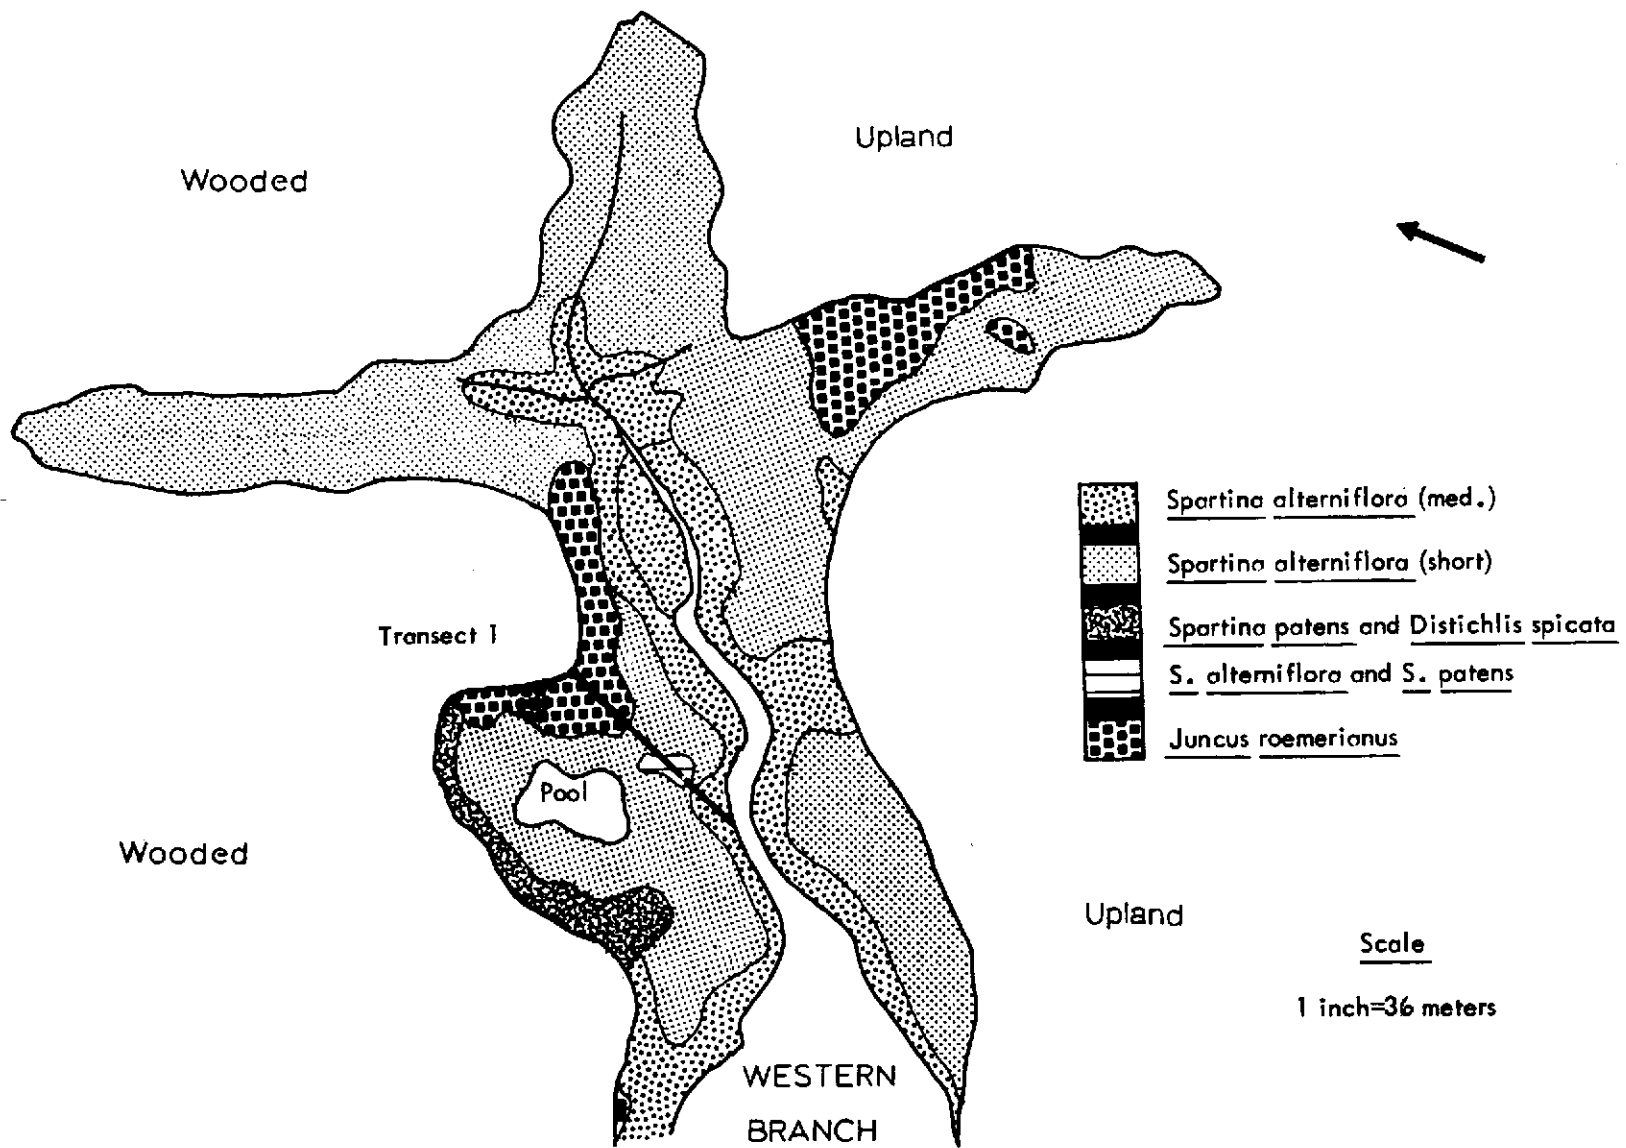 Upland
Wooded
Spartina alterniflora (med.)
Spartina alterniflora (short)
Transect 1
Spartina patens and Distichlis spicata
S. alterniflora and S. patens
Juncus roemerianus
Pool
Wooded
Upland
Scale
1 inch=36 meters
WESTERN
BRANCH